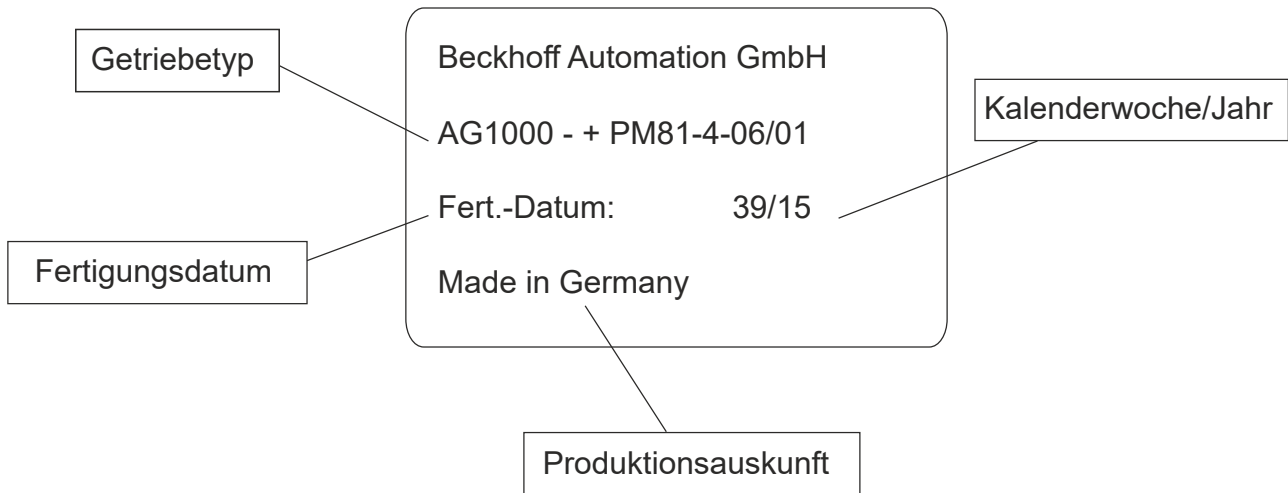 Getriebetyp
Beckhoff Automation GmbH
Kalenderwoche/Jahr
AG1000 - + PM81-4-06/01
Fert.-Datum: 39/15
Fertigungsdatum
Made in Germany
Produktionsauskunft